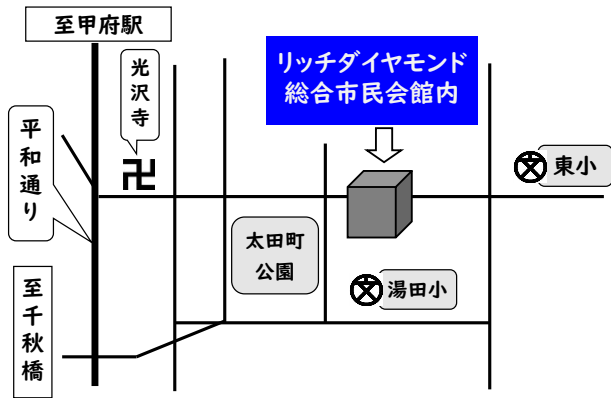 至甲府駅
光沢寺
リッチダイヤモンド
総合市民会館内
平和通り
卍
東小
太田町
公園
湯田小
至千秋橋